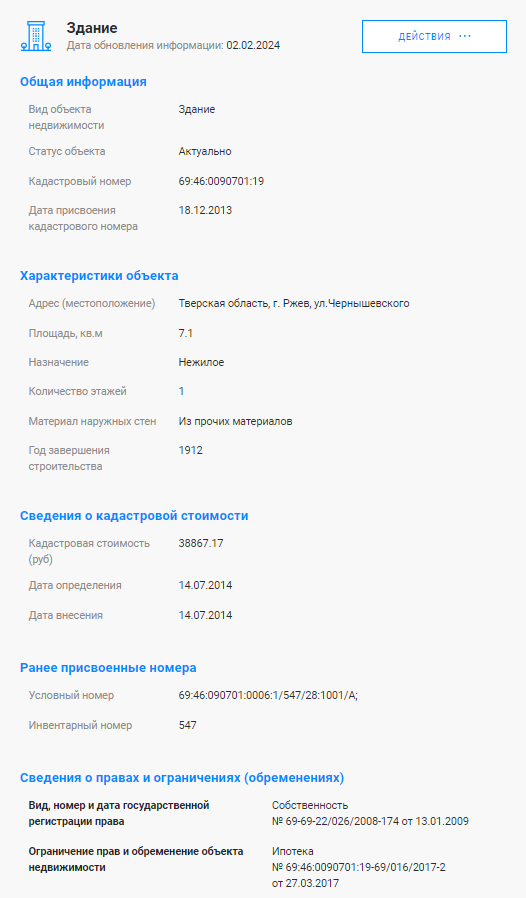 Здание
Дата обновления информации: 02.02.2024
ДЕЙСТВИЯ ···
Общая информация
Вид объекта недвижимости Здание
Статус объекта Актуально
Кадастровый номер 69:46:0090701:19
Дата присвоения кадастрового номера 18.12.2013
Характеристики объекта
Адрес (местоположение) Тверская область, г. Ржев, ул.Чернышевского
Площадь, кв.м 7.1
Назначение Нежилое
Количество этажей 1
Материал наружных стен Из прочих материалов
Год завершения строительства 1912
Сведения о кадастровой стоимости
Кадастровая стоимость (руб) 38867.17
Дата определения 14.07.2014
Дата внесения 14.07.2014
Ранее присвоенные номера
Условный номер 69:46:090701:0006:1/547/28:1001/А;
Инвентарный номер 547
Сведения о правах и ограничениях (обременениях)
Вид, номер и дата государственной регистрации права
Собственность
№ 69-69-22/026/2008-174 от 13.01.2009
Ограничение прав и обременение объекта недвижимости
Ипотека
№ 69:46:0090701:19-69/016/2017-2
от 27.03.2017